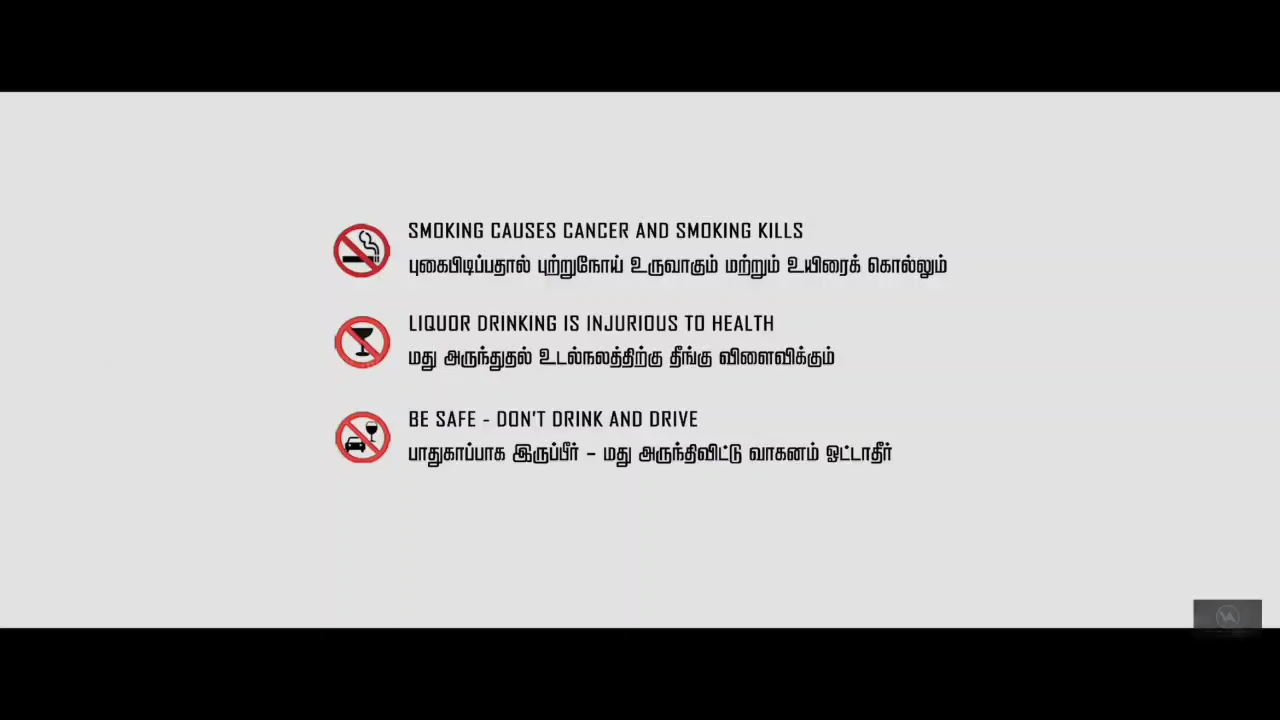 SMOKING CAUSES CANCER AND SMOKING KILLS
புகைபிடிப்பதால் புற்றுநோய் உருவாகும் மற்றும் உயிரைக் கொல்லும்
LIQUOR DRINKING IS INJURIOUS TO HEALTH
மது அருந்துதல் உடல்நலத்திற்கு தீங்கு விளைவிக்கும்
BE SAFE - DON'T DRINK AND DRIVE
பாதுகாப்பாக இருப்பீர் – மது அருந்திவிட்டு வாகனம் ஓட்டாதீர்